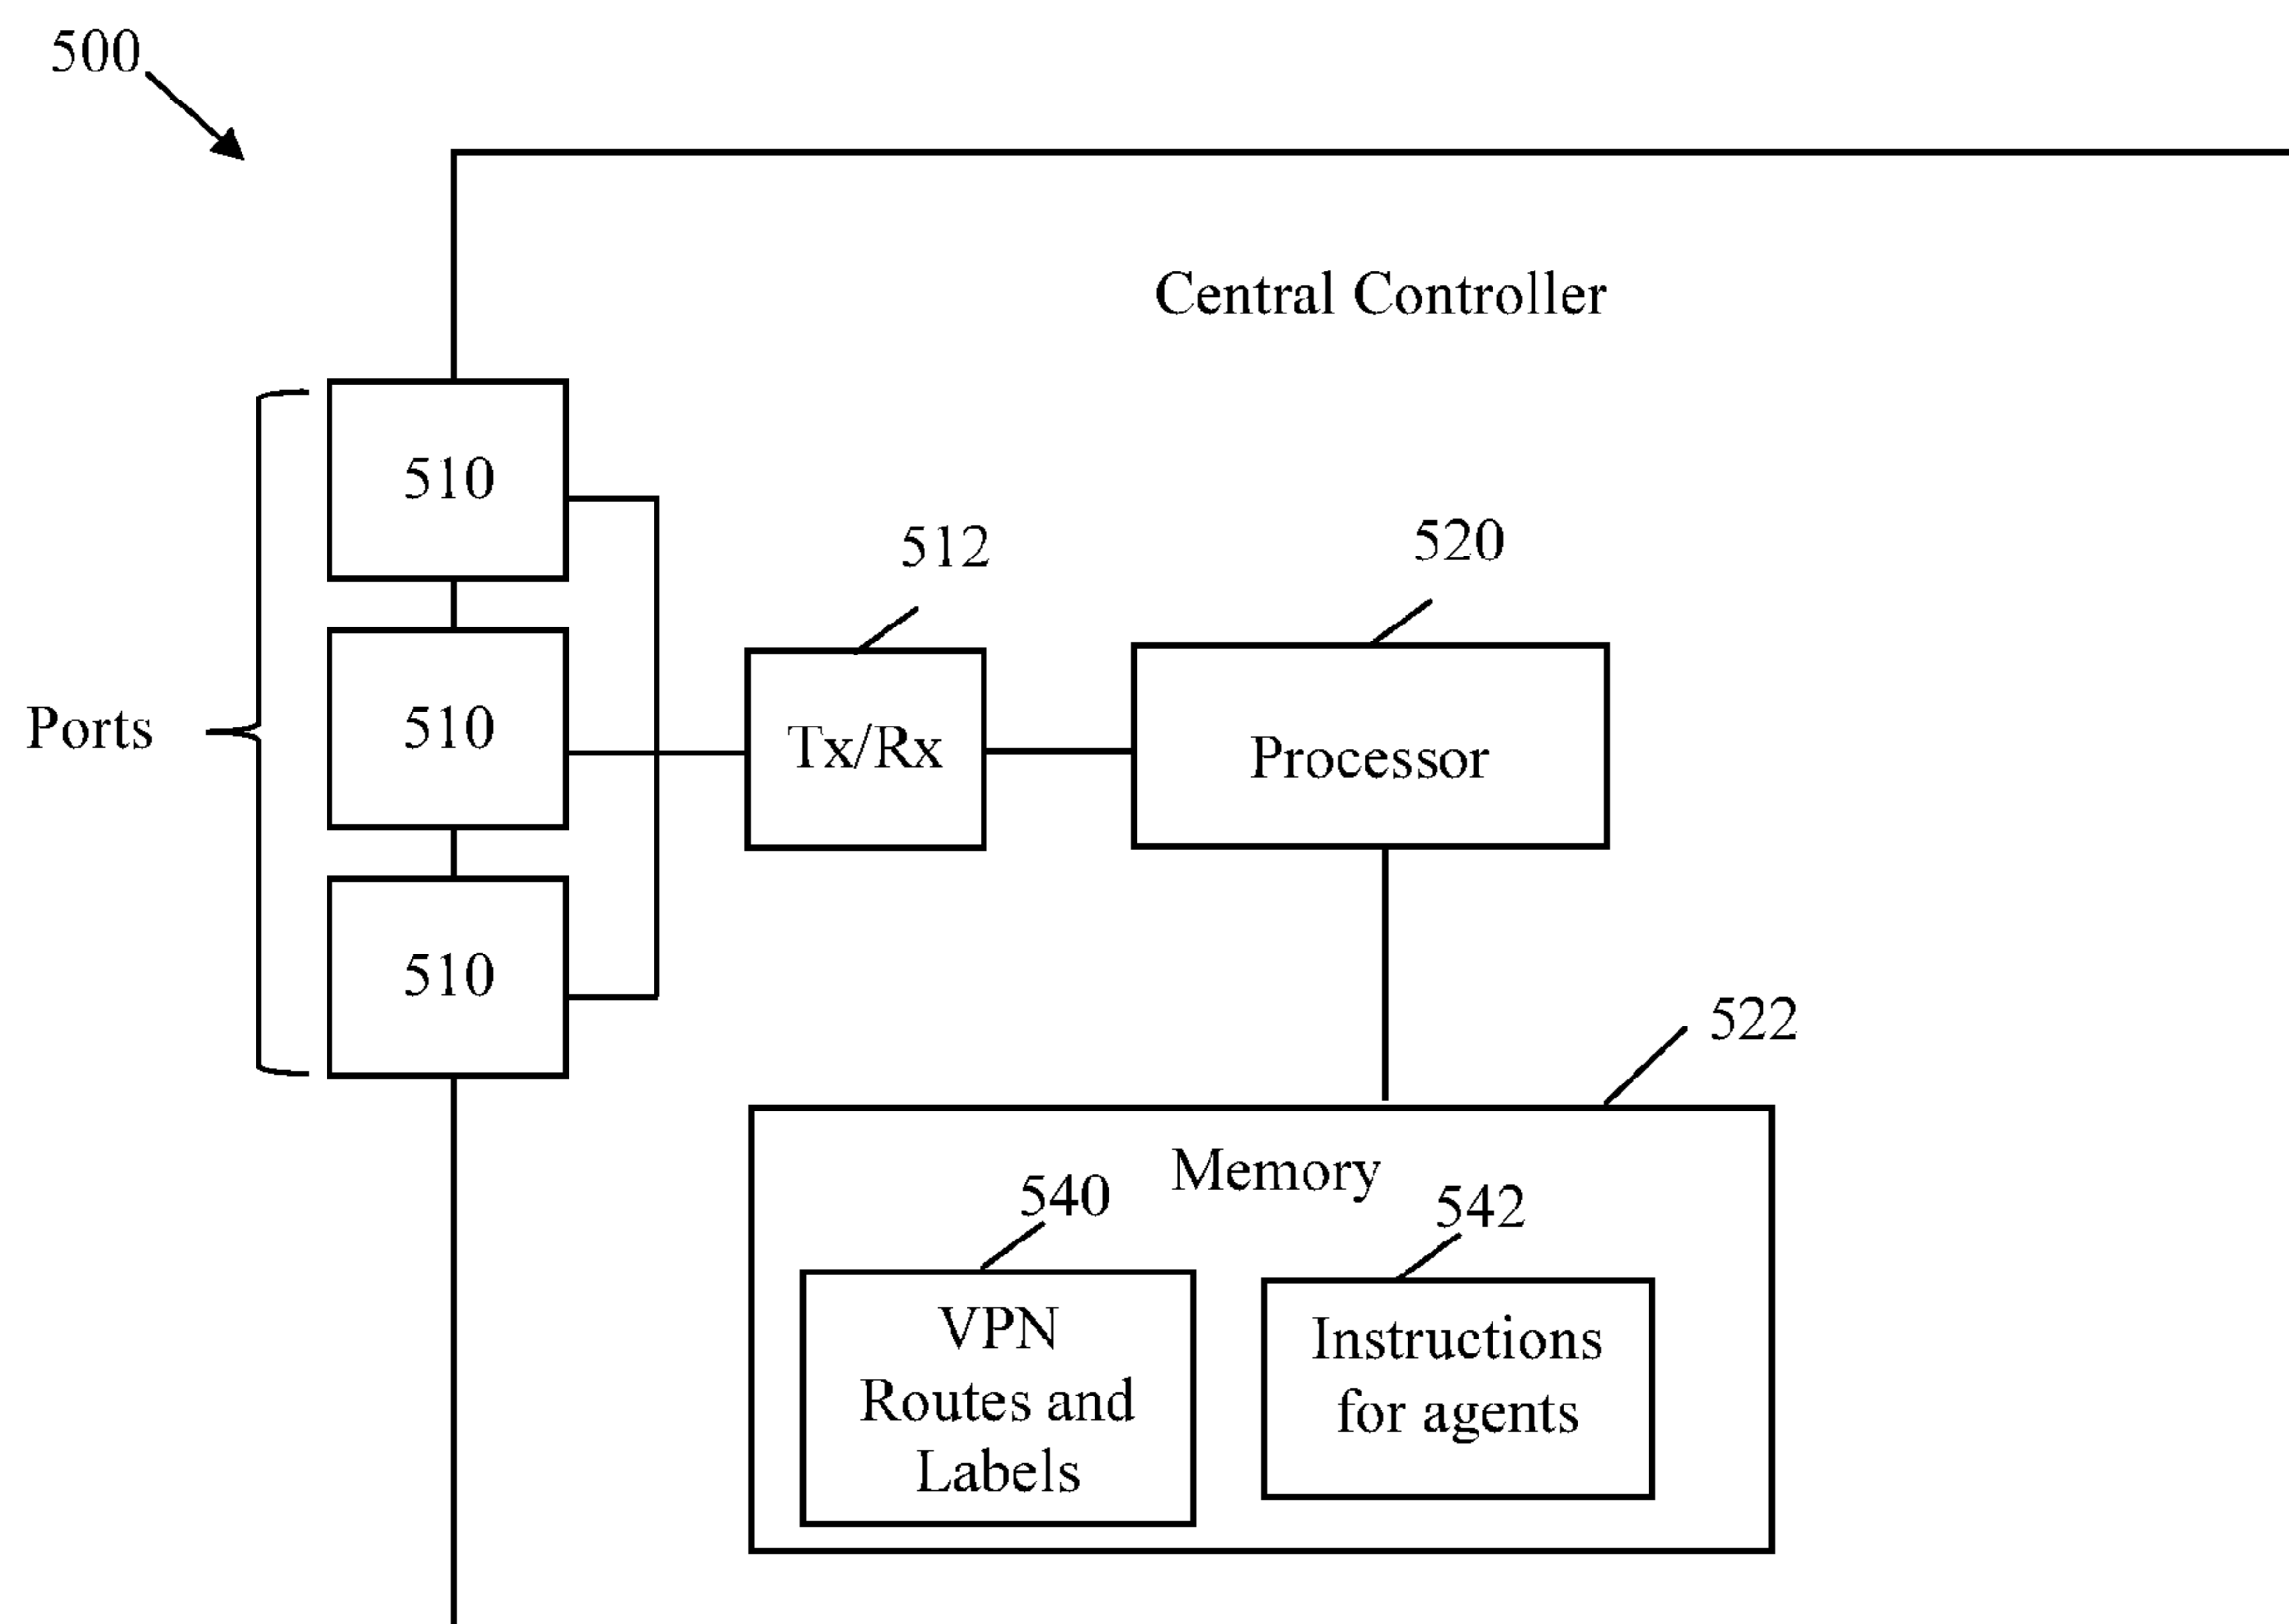 500
Central Controller
510
512
520
Ports
510
Tx/Rx
Processor
510
522
Memory
540
542
VPN
Routes and
Labels
Instructions
for agents